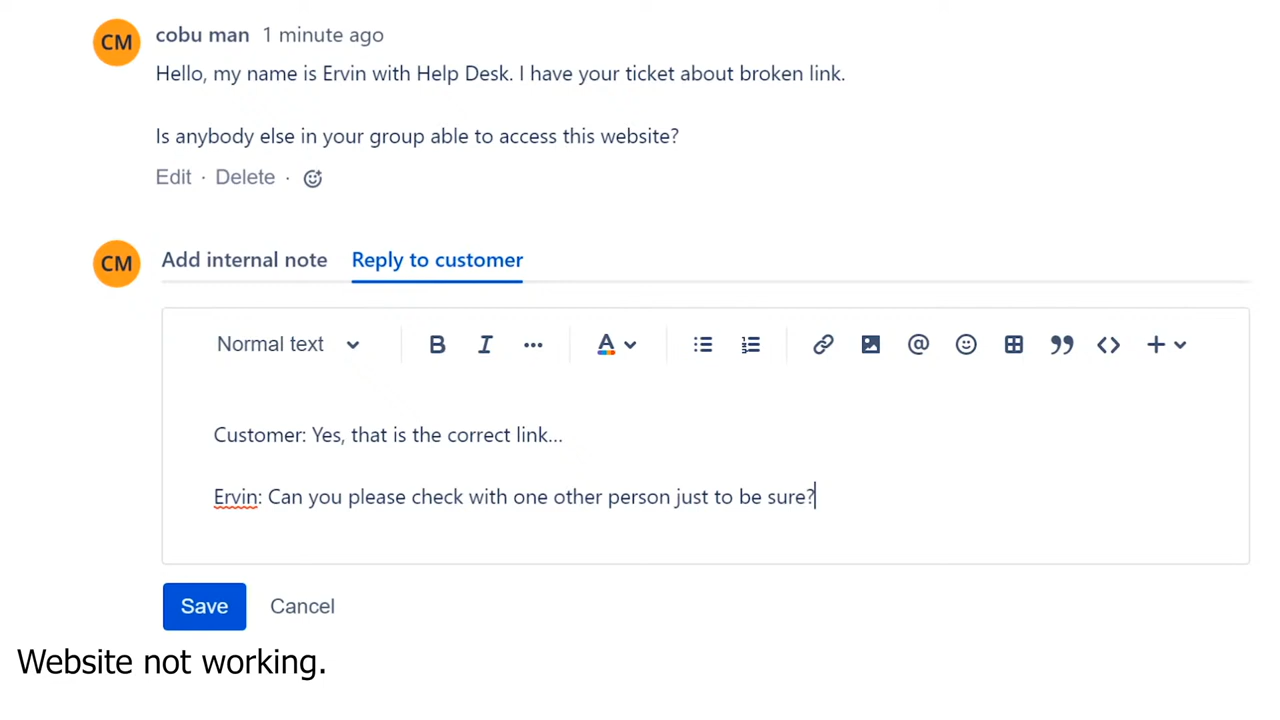 CM cobu man 1 minute ago
Hello, my name is Ervin with Help Desk. I have your ticket about broken link.
Is anybody else in your group able to access this website?
Edit · Delete ·
CM Add internal note Reply to customer
Normal text B I ... A @
Customer: Yes, that is the correct link...
Ervin: Can you please check with one other person just to be sure?
Save Cancel
Website not working.